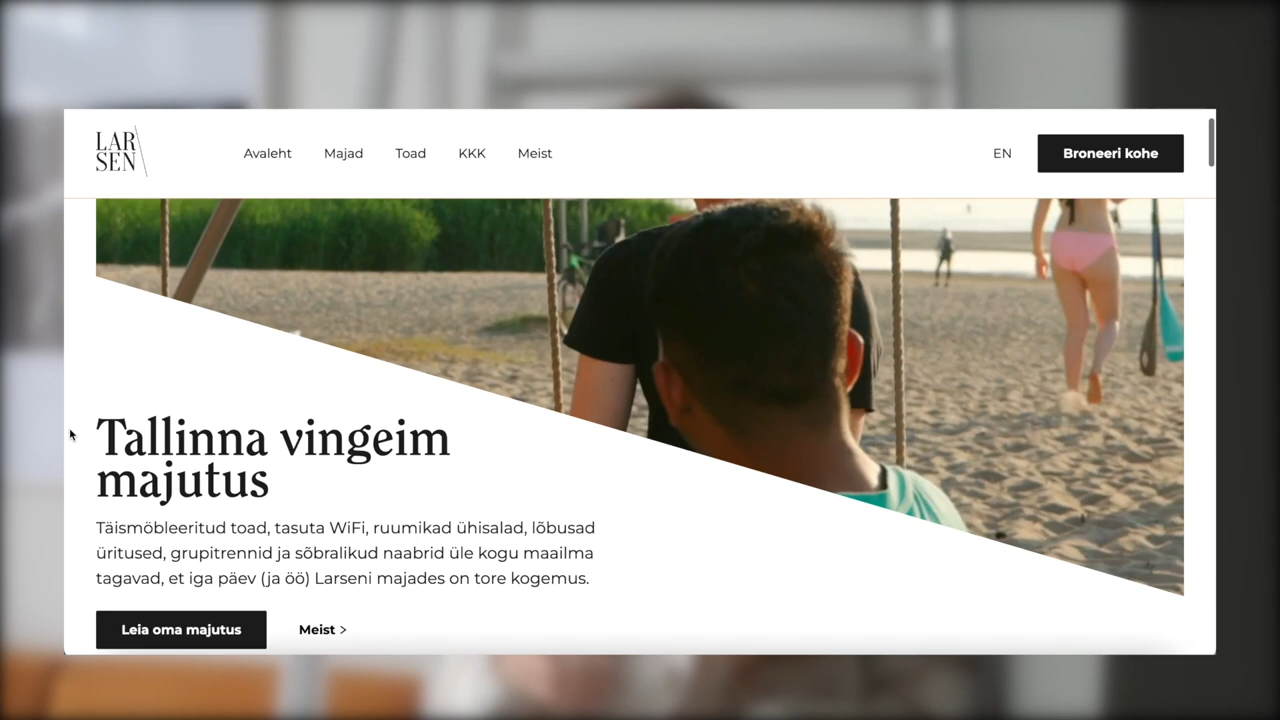 LAR
SEN
Avaleht Majad Toad KKK Meist
EN Broneeri kohe
Tallinna vingeim
majutus
Täismöbleeritud toad, tasuta WiFi, ruumikad ühisalad, lõbusad
üritused, grupitrennid ja sõbralikud naabrid üle kogu maailma
tagavad, et iga päev (ja öö) Larseni majades on tore kogemus.
Leia oma majutus Meist >